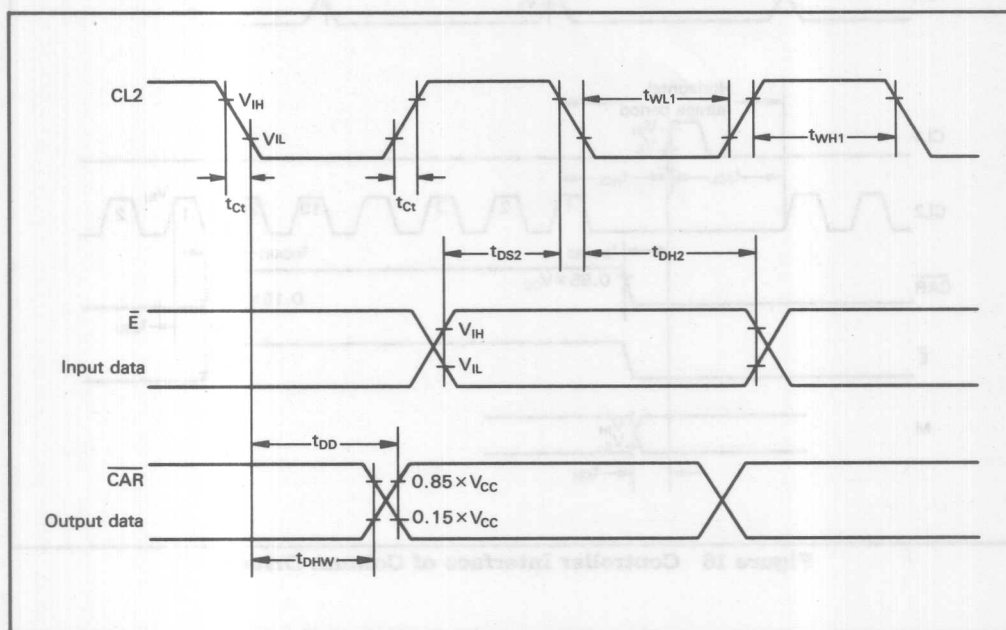 CL2
V_IH
V_IL
t_Ct
t_Ct
t_WL1
t_WH1
t_DS2
t_DH2
E̅
Input data
V_IH
V_IL
t_DD
C̅A̅R̅
Output data
0.85×V_CC
0.15×V_CC
t_DHW